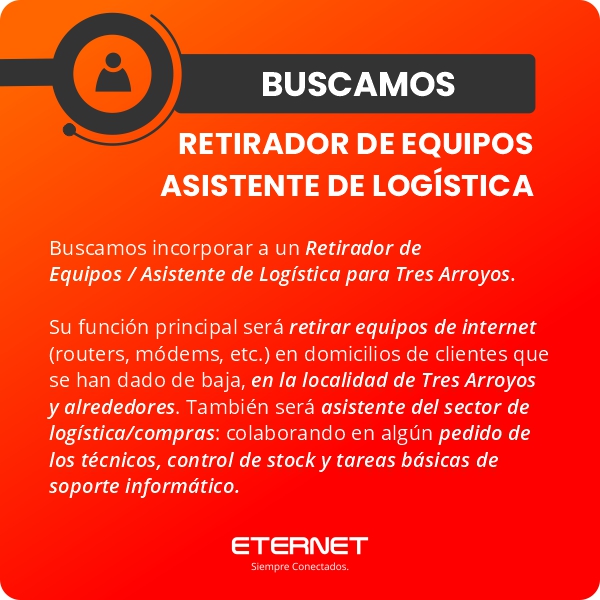 BUSCAMOS
RETIRADOR DE EQUIPOS
ASISTENTE DE LOGÍSTICA
Buscamos incorporar a un Retirador de
Equipos / Asistente de Logística para Tres Arroyos.
Su función principal será retirar equipos de internet
(routers, módems, etc.) en domicilios de clientes que
se han dado de baja, en la localidad de Tres Arroyos
y alrededores. También será asistente del sector de
logística/compras: colaborando en algún pedido de
los técnicos, control de stock y tareas básicas de
soporte informático.
ETERNET
Siempre Conectados.